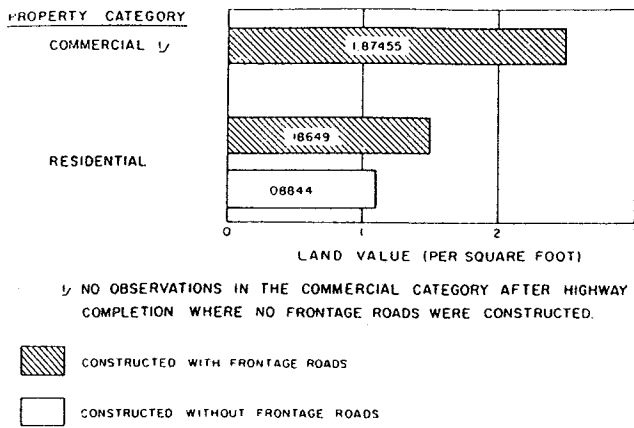 PROPERTY CATEGORY
COMMERCIAL 1/
1.87455
.18649
RESIDENTIAL
.08844
0 1 2
LAND VALUE (PER SQUARE FOOT)
1/ NO OBSERVATIONS IN THE COMMERCIAL CATEGORY AFTER HIGHWAY
COMPLETION WHERE NO FRONTAGE ROADS WERE CONSTRUCTED.
CONSTRUCTED WITH FRONTAGE ROADS
CONSTRUCTED WITHOUT FRONTAGE ROADS